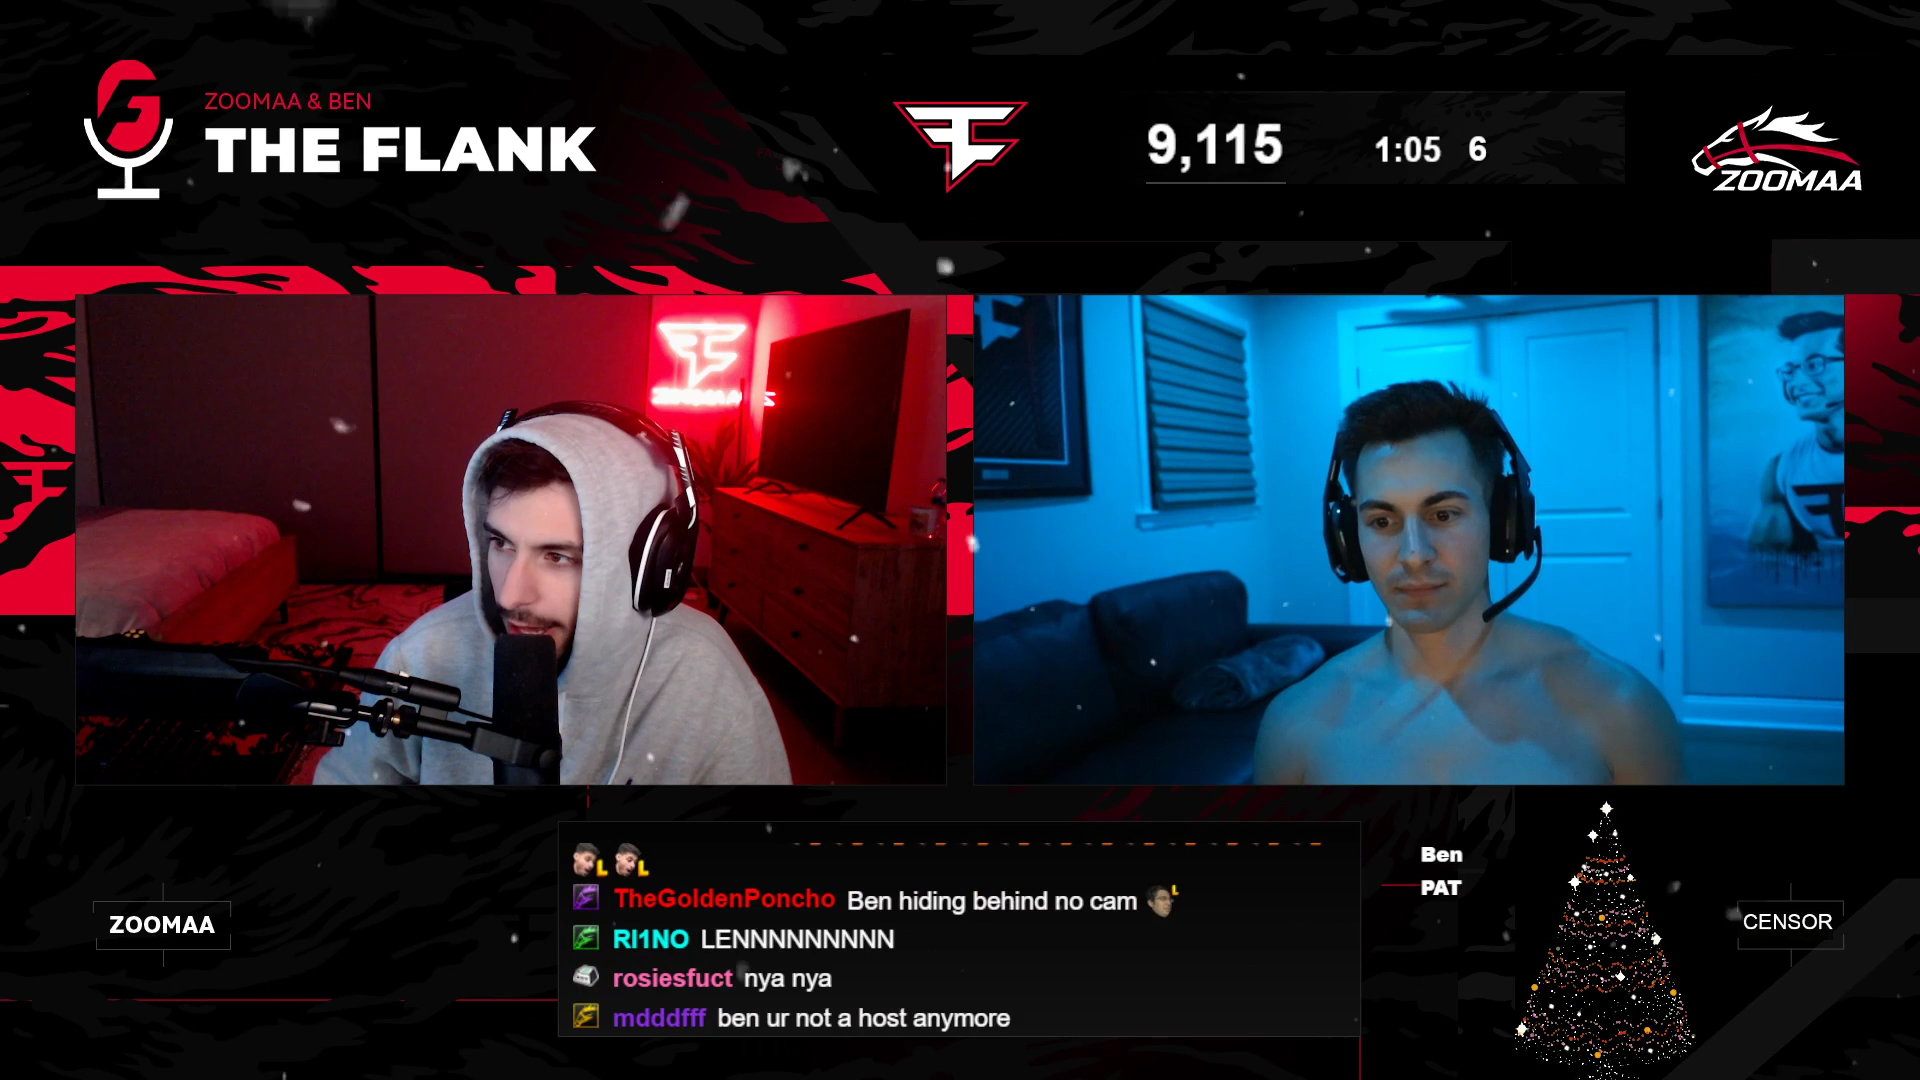 ZOOMAA & BEN
THE FLANK
9,115
1:05 6
ZOOMAA
Ben
PAT
TheGoldenPoncho Ben hiding behind no cam
RI1NO LENNNNNNNNN
rosiesfuct nya nya
mdddfff ben ur not a host anymore
ZOOMAA
CENSOR